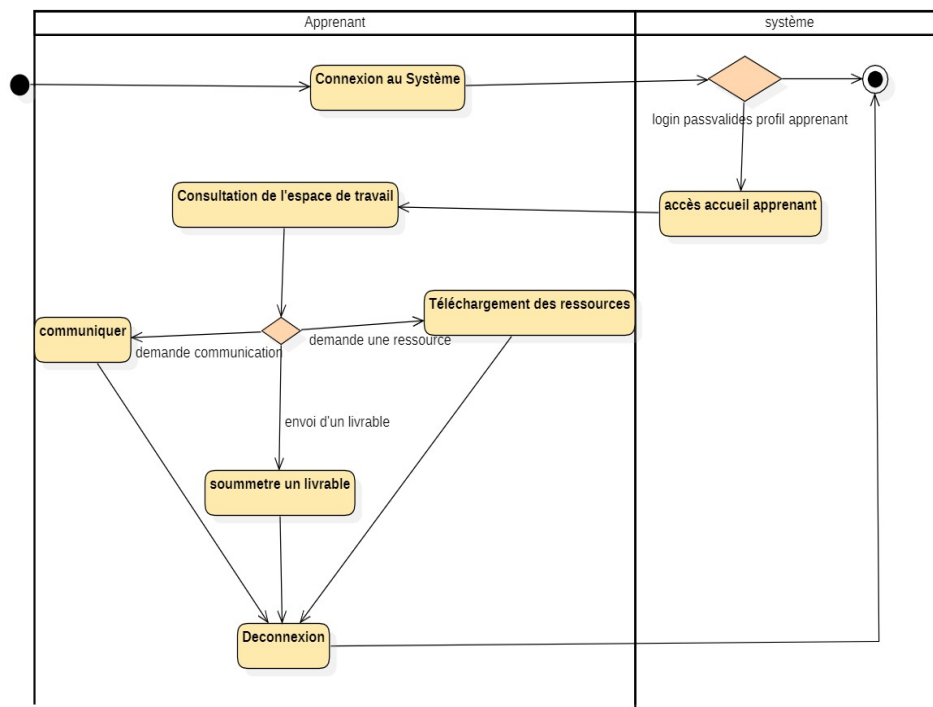 Apprenant
système
Connexion au Système
login passvalides profil apprenant
Consultation de l'espace de travail
accès accueil apprenant
Téléchargement des ressources
communiquer
demande communication
demande une ressource
envoi d'un livrable
soummetre un livrable
Deconnexion